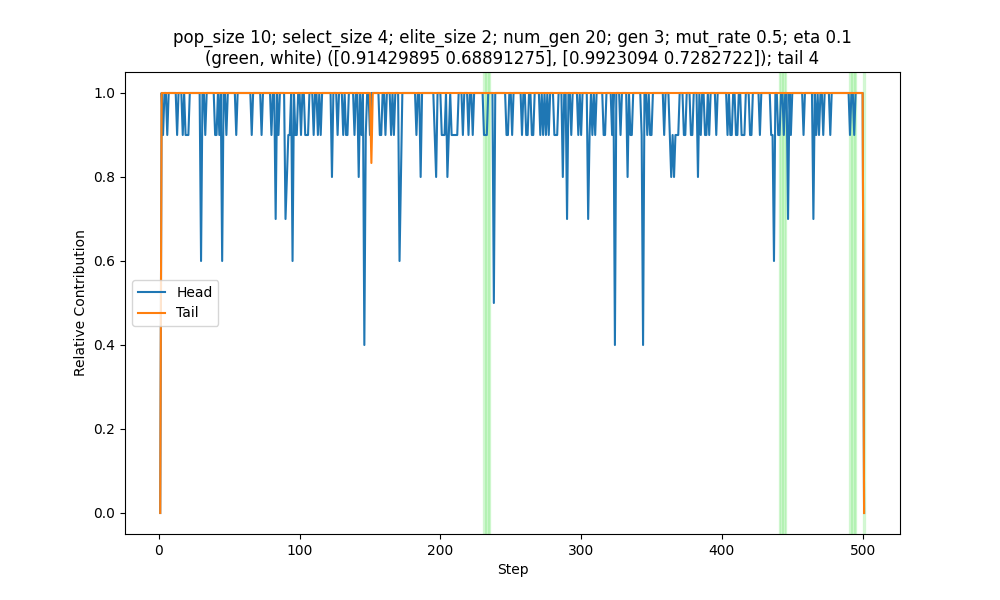 pop_size 10; select_size 4; elite_size 2; num_gen 20; gen 3; mut_rate 0.5; eta 0.1
(green, white) ([0.91429895 0.68891275], [0.9923094 0.7282722]); tail 4
1.0
0.8
0.6
0.4
0.2
0.0
Relative Contribution
Head
Tail
0
100
200
300
400
500
Step